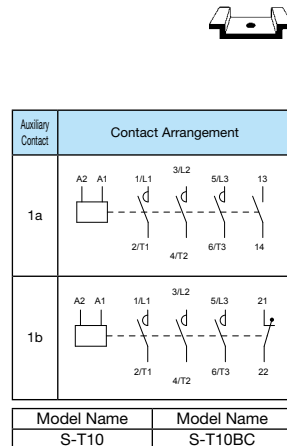 Auxiliary Contact
Contact Arrangement
1a
A2 A1 1/L1 3/L2 5/L3 13
2/T1 4/T2 6/T3 14
1b
A2 A1 1/L1 3/L2 5/L3 21
2/T1 4/T2 6/T3 22
Model Name Model Name
S-T10 S-T10BC